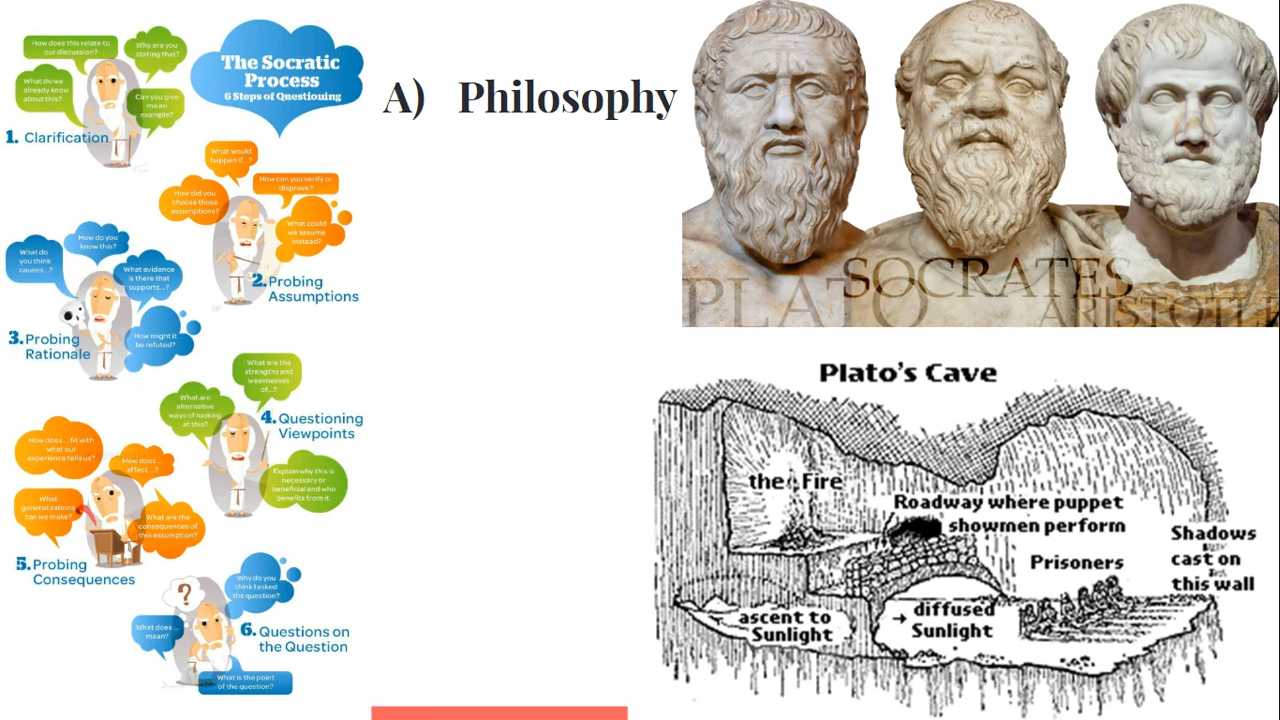 The Socratic
Process
6 Steps of Questioning
How does this relate to
our discussion?
Why are you
stating that?
What do we
already know
about this?
Can you give
me an
example?
1. Clarification
What would
happen if...?
How can you verify or
disprove?
How did you
choose those
assumptions?
What could
we assume
instead?
2. Probing
Assumptions
How do you
know this?
What do
you think
causes...?
What evidence
is there that
supports...?
How might it
be refuted?
3. Probing
Rationale
What are the
strengths and
weaknesses
of...?
What are
alternative
ways of looking
at this?
4. Questioning
Viewpoints
Explain why this is
necessary or
beneficial and who
benefits from it.
How does... fit with
what our
experience tells us?
How does...
affect...?
What
generalizations
can we make?
What are the
consequences of
this assumption?
5. Probing
Consequences
Why do you
think I asked
the question?
?
What does...
mean?
6. Questions on
the Question
What is the point
of the question?
A) Philosophy
PLATO
SOCRATES
ARISTOTLE
Plato's Cave
the Fire
Roadway where puppet
showmen perform
Prisoners
Shadows
cast on
this wall
ascent to
Sunlight
diffused
Sunlight